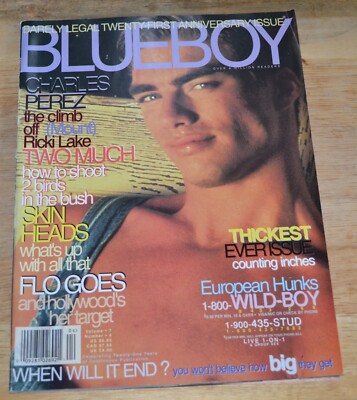 BARELY LEGAL TWENTY-FIRST ANNIVERSARY ISSUE
BLUEBOY
OVER A MILLION READERS
CHARLES
PEREZ
the climb
off (Mount)
Ricki Lake
TWO MUCH
how to shoot
2 birds
in the bush
SKIN
HEADS
what's up
with all that
FLO GOES
and hollywood's
her target
THICKEST
EVER ISSUE
counting inches
European Hunks
1-800-WILD-BOY
1-900-435-STUD
LIVE 1-ON-1
WHEN WILL IT END ? you won't believe how big they get